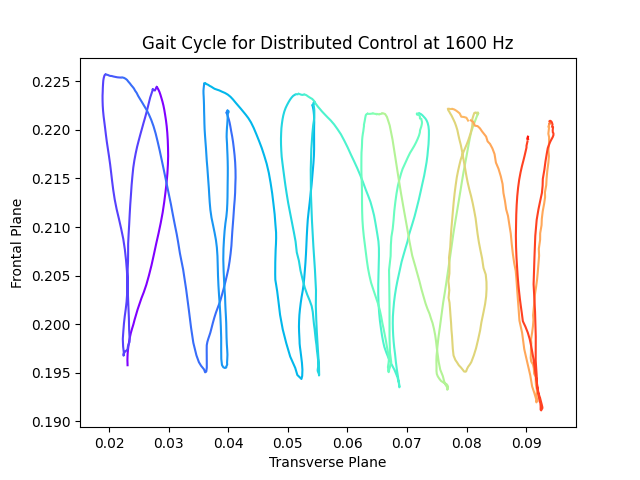 Gait Cycle for Distributed Control at 1600 Hz
Frontal Plane
0.225
0.220
0.215
0.210
0.205
0.200
0.195
0.190
0.02 0.03 0.04 0.05 0.06 0.07 0.08 0.09
Transverse Plane